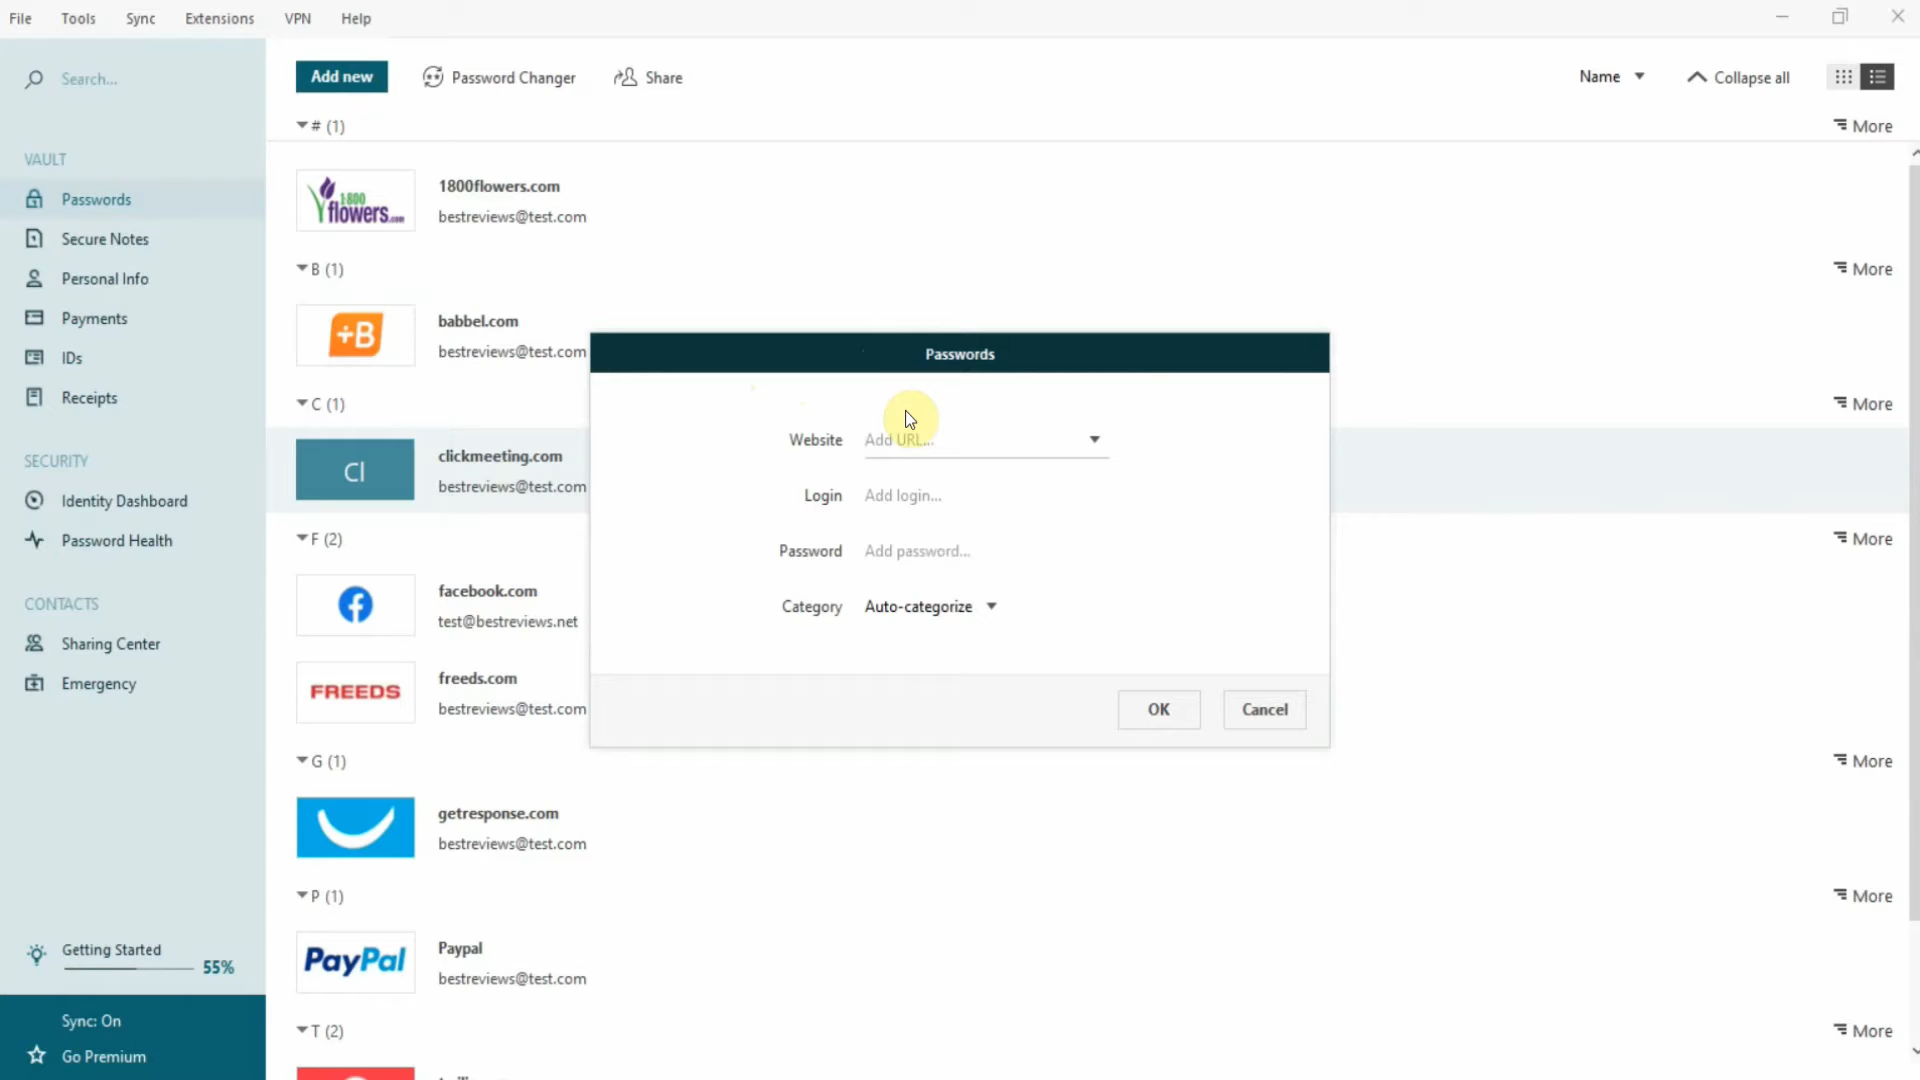 File Tools Sync Extensions VPN Help
Search...
Add new Password Changer Share Name Collapse all
# (1) More
VAULT
Passwords
Secure Notes
Personal Info
Payments
IDs
Receipts
SECURITY
Identity Dashboard
Password Health
CONTACTS
Sharing Center
Emergency
Getting Started
55%
Sync: On
Go Premium
1·800
flowers.com
1800flowers.com
bestreviews@test.com
B (1) More
+B
babbel.com
bestreviews@test.com
C (1) More
Cl
clickmeeting.com
bestreviews@test.com
F (2) More
facebook.com
test@bestreviews.net
FREEDS
freeds.com
bestreviews@test.com
G (1) More
getresponse.com
bestreviews@test.com
P (1) More
PayPal
Paypal
bestreviews@test.com
T (2) More
Passwords
Website Add URL...
Login Add login...
Password Add password...
Category Auto-categorize
OK Cancel